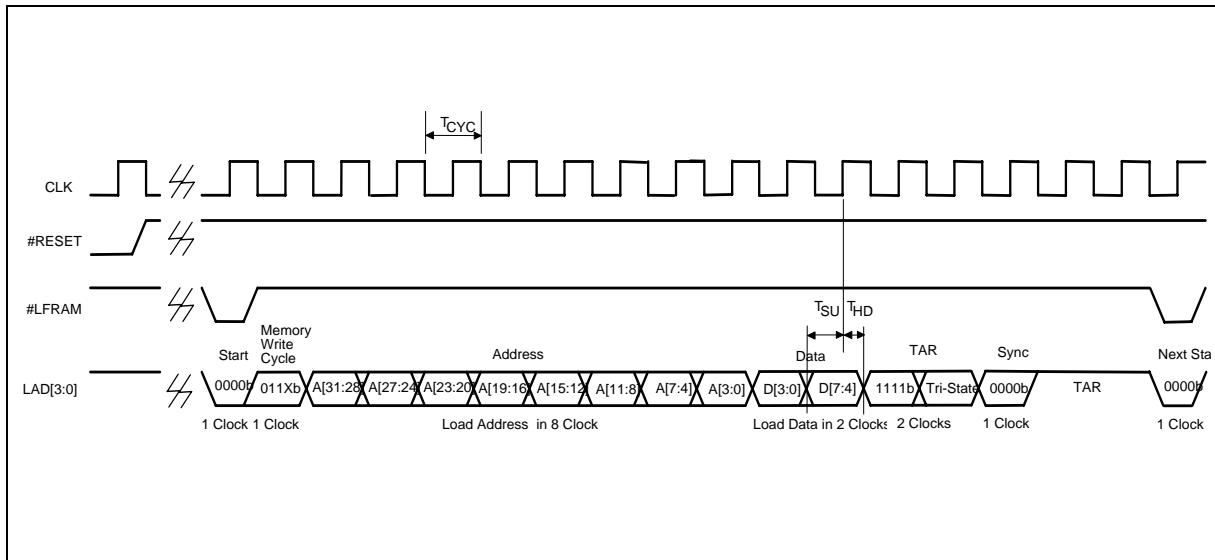 TCYC
CLK
#RESET
#LFRAM
TSU THD
Memory
Write
Cycle
Start
Address
Data
TAR
Sync
Next Sta
LAD[3:0]
0000b 011Xb A[31:28] A[27:24] A[23:20] A[19:16] A[15:12] A[11:8] A[7:4] A[3:0] D[3:0] D[7:4] 1111b Tri-State 0000b TAR 0000b
1 Clock 1 Clock Load Address in 8 Clock Load Data in 2 Clocks 2 Clocks 1 Clock 1 Clock